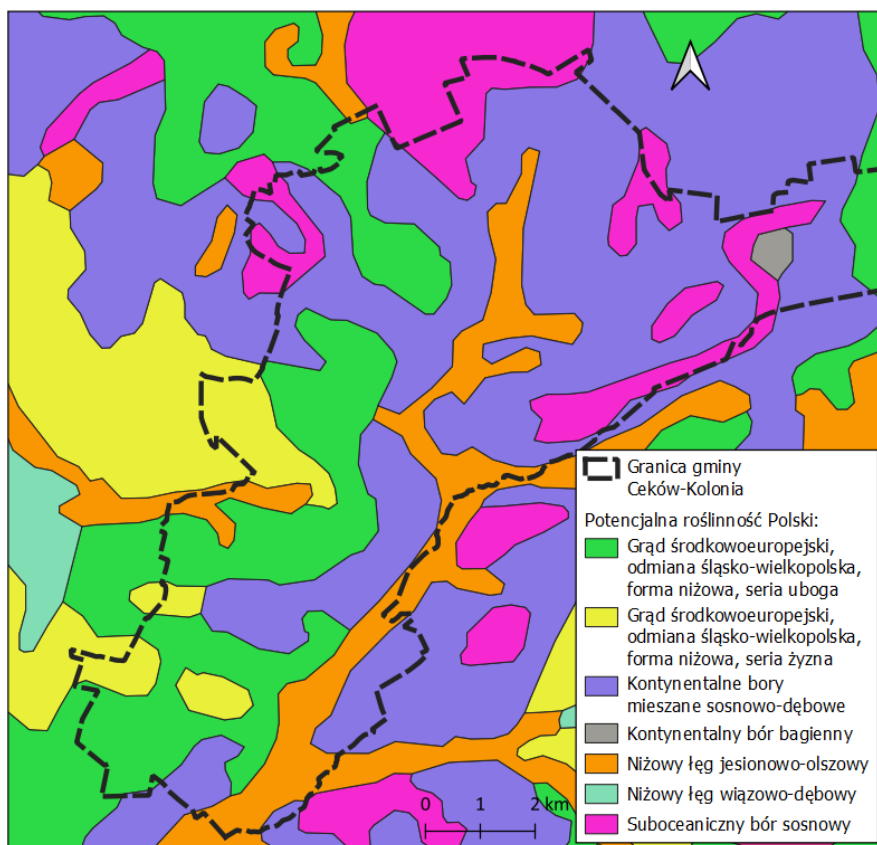 0 1 2 km
Granica gminy
Ceków-Kolonia
Potencjalna roślinność Polski:
Grąd środkowoeuropejski,
odmiana śląsko-wielkopolska,
forma niżowa, seria uboga
Grąd środkowoeuropejski,
odmiana śląsko-wielkopolska,
forma niżowa, seria żyzna
Kontynentalne bory
mieszane sosnowo-dębowe
Kontynentalny bór bagienny
Niżowy łęg jesionowo-olszowy
Niżowy łęg wiązowo-dębowy
Suboceaniczny bór sosnowy